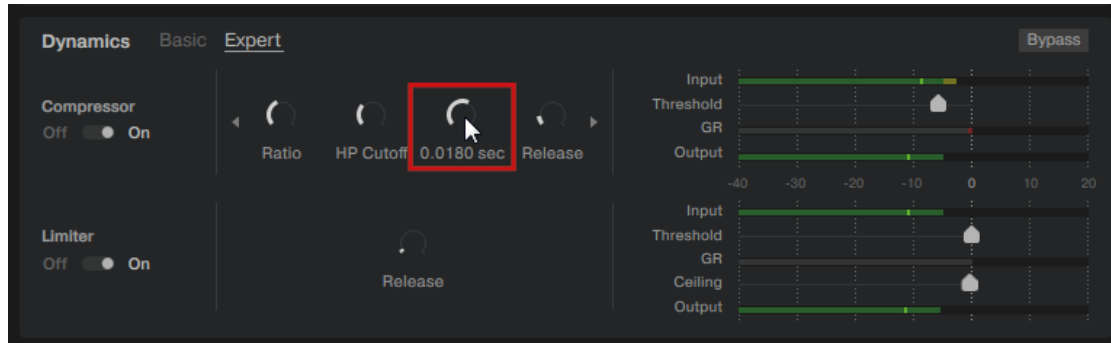 Dynamics Basic Expert Bypass
Compressor
Off On
Ratio HP Cutoff 0.0180 sec Release
Input
Threshold
GR
Output
-40 -30 -20 -10 0 10 20
Limiter
Off On
Release
Input
Threshold
GR
Ceiling
Output